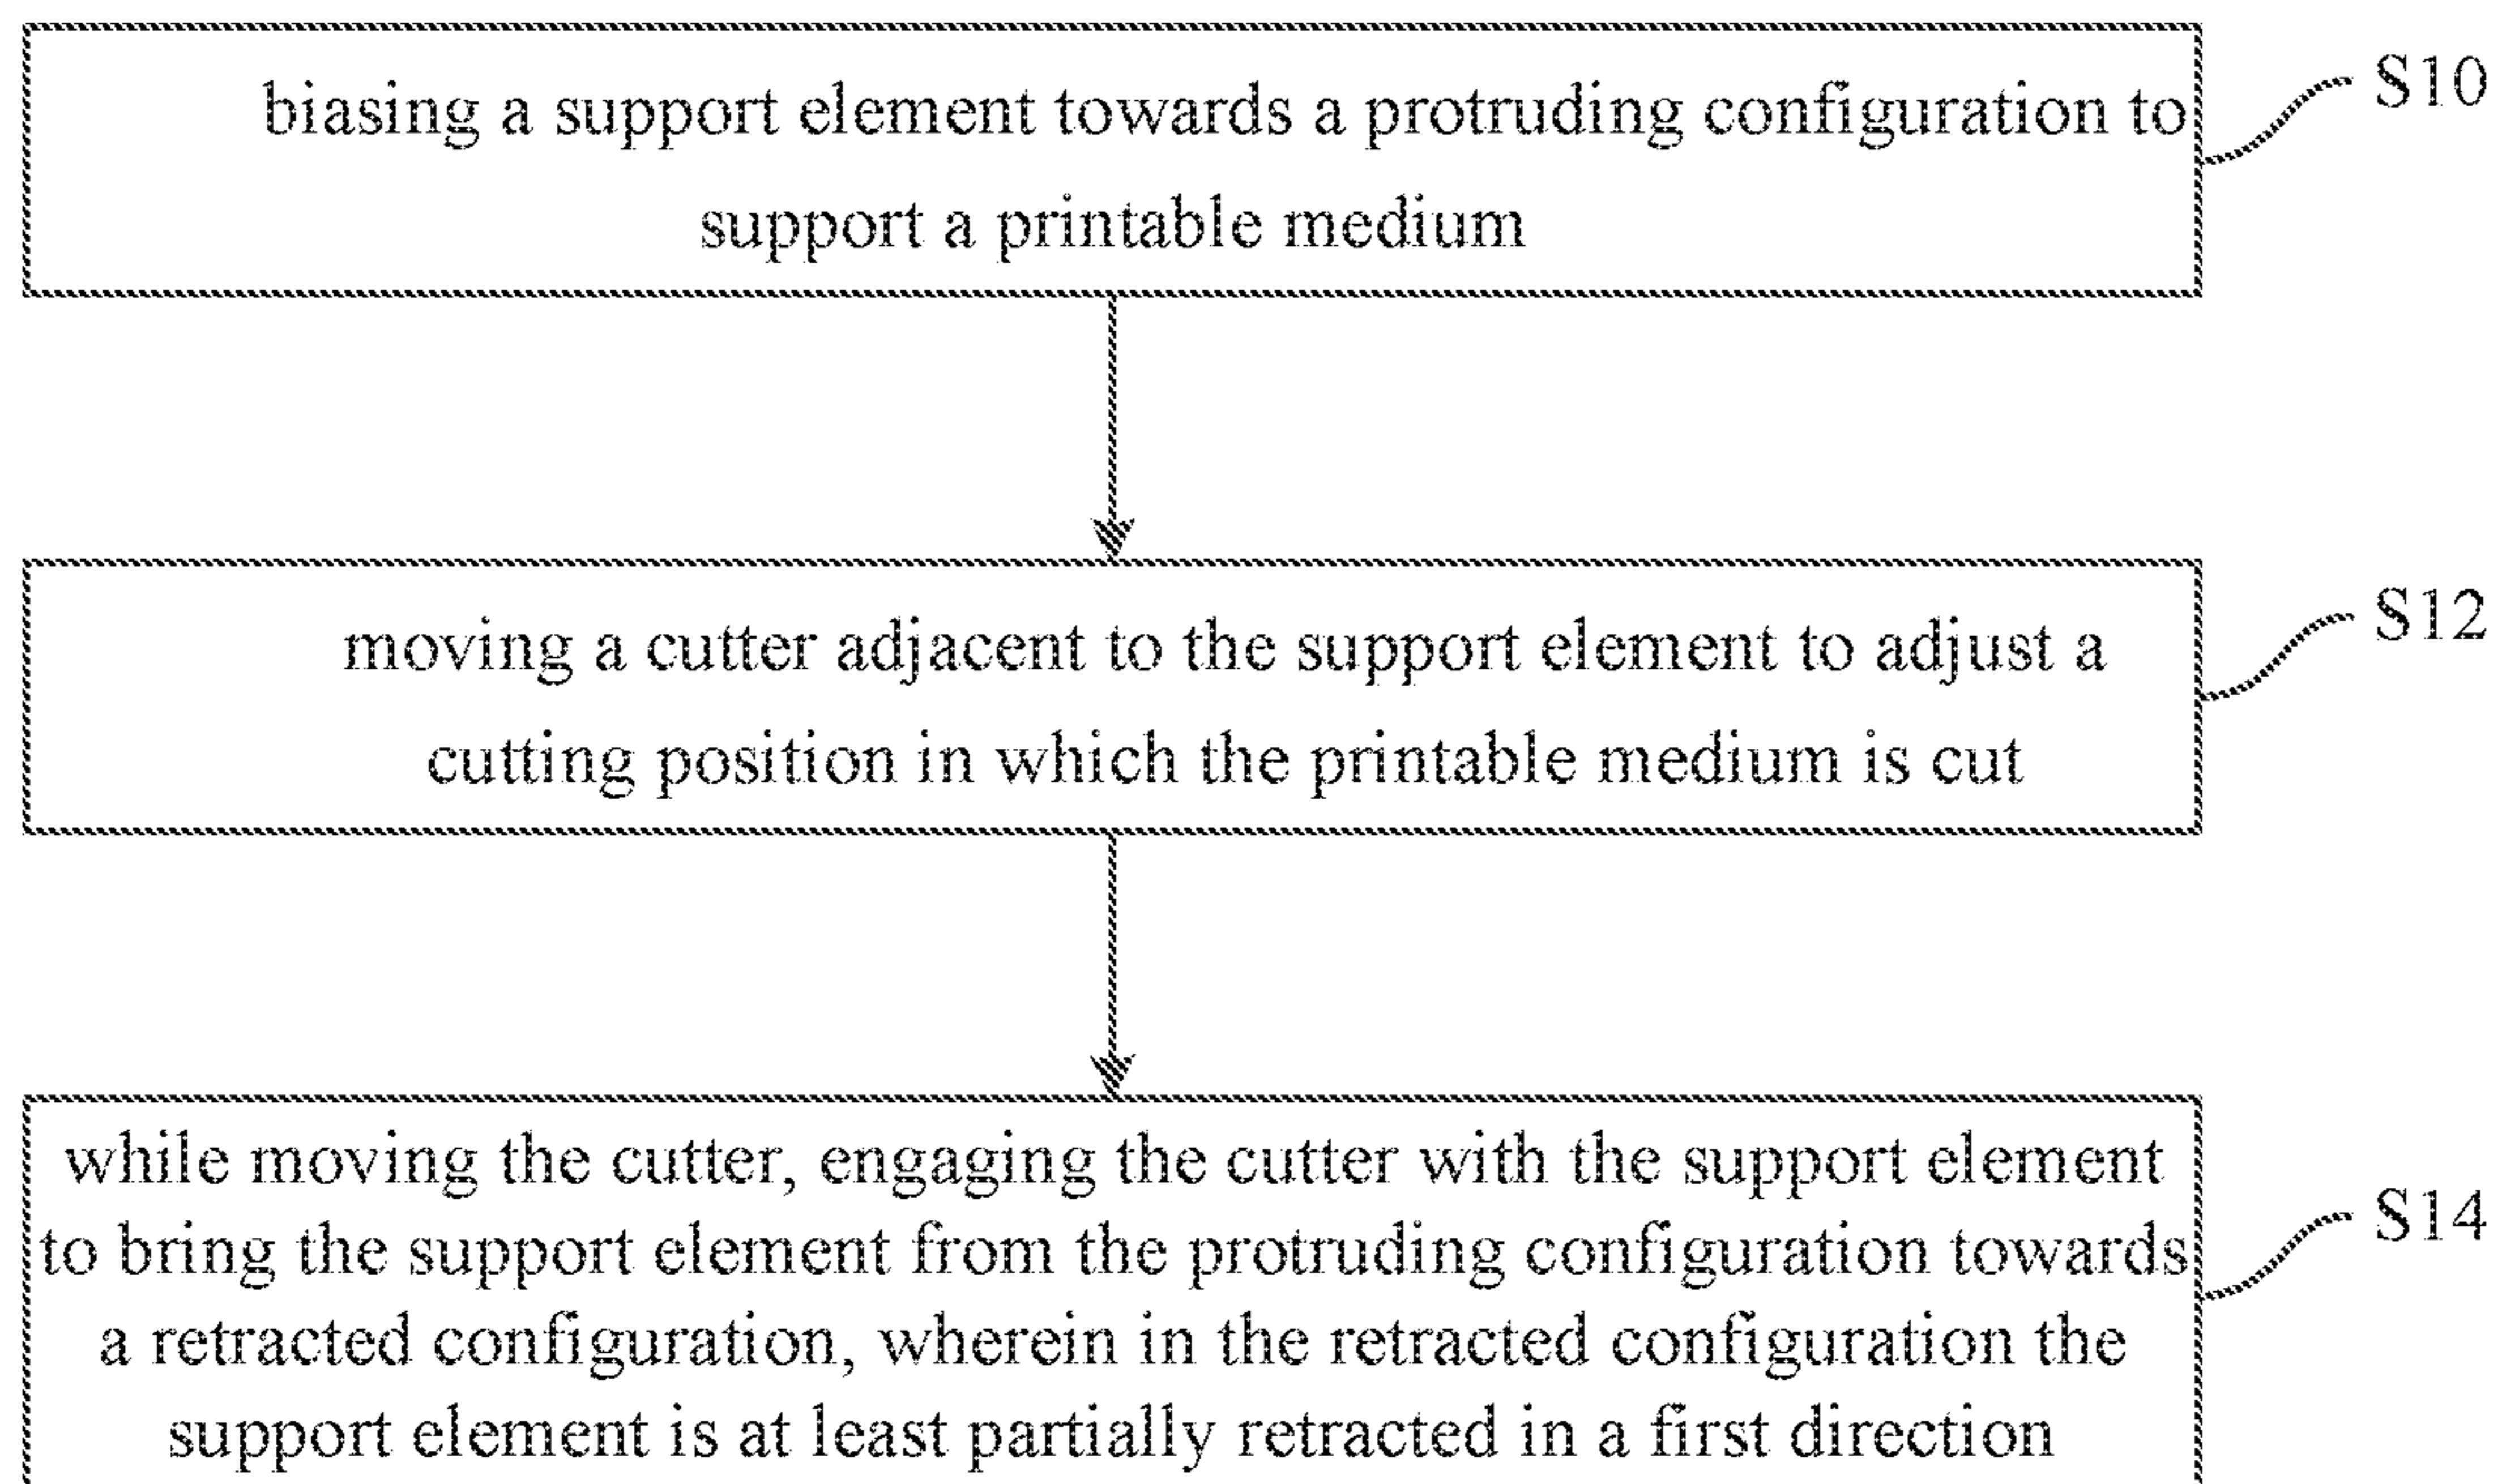 biasing a support element towards a protruding configuration to
support a printable medium
S10
moving a cutter adjacent to the support element to adjust a
cutting position in which the printable medium is cut
S12
while moving the cutter, engaging the cutter with the support element
to bring the support element from the protruding configuration towards
a retracted configuration, wherein in the retracted configuration the
support element is at least partially retracted in a first direction
S14